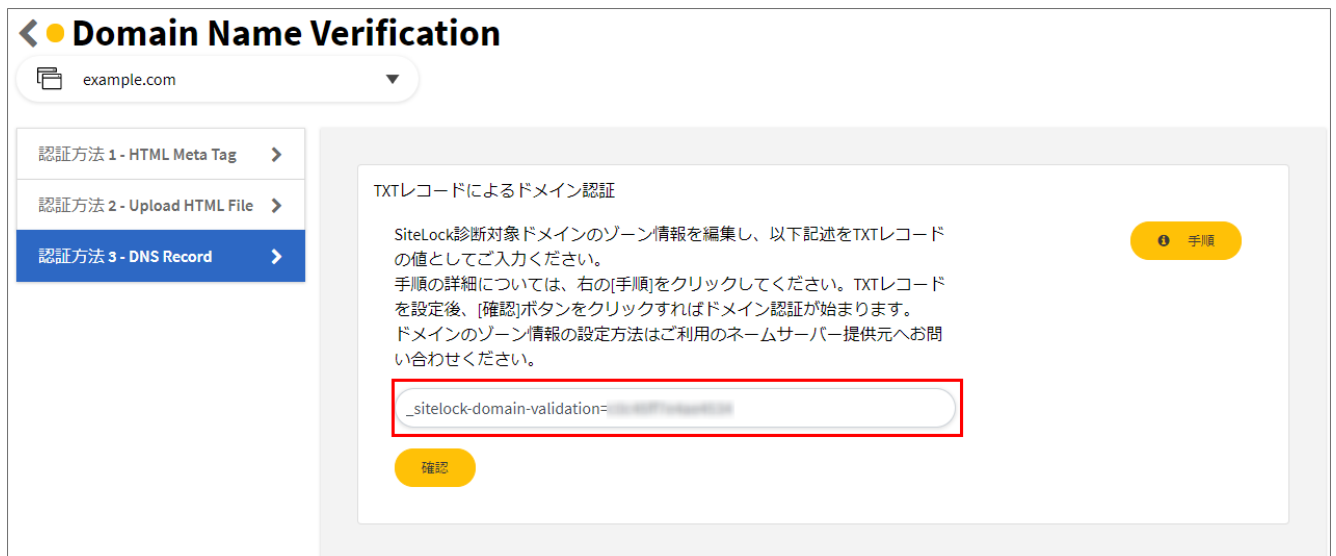 Domain Name Verification
example.com
認証方法 1 - HTML Meta Tag
認証方法 2 - Upload HTML File
認証方法 3 - DNS Record
TXTレコードによるドメイン認証
SiteLock診断対象ドメインのゾーン情報を編集し、以下記述をTXTレコード
の値としてご入力ください。
手順の詳細については、右の[手順]をクリックしてください。TXTレコード
を設定後、[確認]ボタンをクリックすればドメイン認証が始まります。
ドメインのゾーン情報の設定方法はご利用のネームサーバー提供元へお問
い合わせください。
手順
_sitelock-domain-validation=
確認